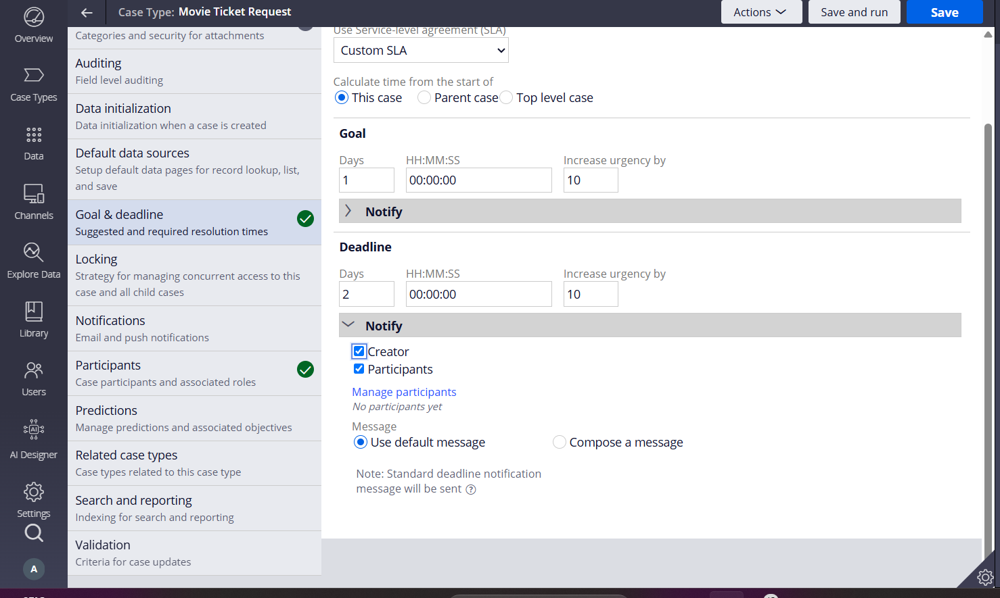 Case Type: Movie Ticket Request
Actions
Save and run
Save
Overview
Case Types
Data
Channels
Explore Data
Library
Users
AI
AI Designer
Settings
A
Categories and security for attachments
Auditing
Field level auditing
Data initialization
Data initialization when a case is created
Default data sources
Setup default data pages for record lookup, list,
and save
Goal & deadline
Suggested and required resolution times
Locking
Strategy for managing concurrent access to this
case and all child cases
Notifications
Email and push notifications
Participants
Case participants and associated roles
Predictions
Manage predictions and associated objectives
Related case types
Case types related to this case type
Search and reporting
Indexing for search and reporting
Validation
Criteria for case updates
Use Service-level agreement (SLA)
Custom SLA
Calculate time from the start of
This case Parent case Top level case
Goal
Days HH:MM:SS Increase urgency by
1 00:00:00 10
Notify
Deadline
Days HH:MM:SS Increase urgency by
2 00:00:00 10
Notify
Creator
Participants
Manage participants
No participants yet
Message
Use default message Compose a message
Note: Standard deadline notification
message will be sent ?